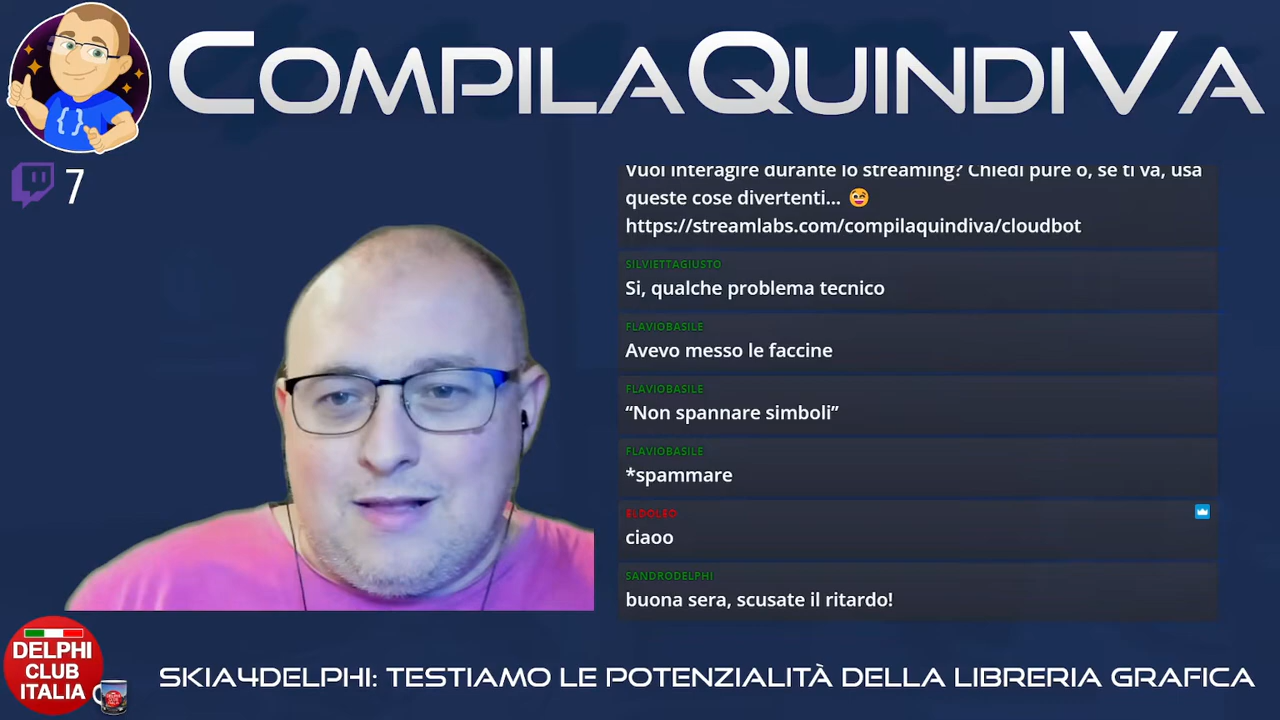 CompilaQuindiVa
7
Vuoi interagire durante lo streaming? Chiedi pure o, se ti va, usa
queste cose divertenti...
https://streamlabs.com/compilaquindiva/cloudbot
SILVIETTAGIUSTO
Si, qualche problema tecnico
FLAVIOBASILE
Avevo messo le faccine
FLAVIOBASILE
“Non spannare simboli”
FLAVIOBASILE
*spammare
ELBOLEO
ciaoo
SANDRODELPHI
buona sera, scusate il ritardo!
DELPHI
CLUB
ITALIA
SKIA4DELPHI: TESTIAMO LE POTENZIALITÀ DELLA LIBRERIA GRAFICA